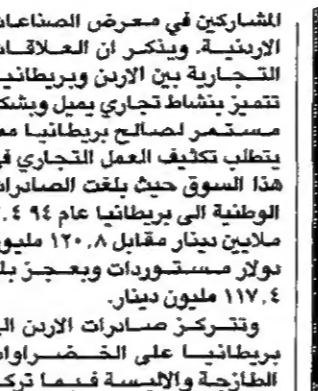 المشاركين في معرض الصناعات
الاردنية. ويذكر ان العلاقات
التجارية بين الاردن وبريطانيا
تتميز بنشاط تجاري يميل وبشكل
مستمر لصالح بريطانيا مما
يتطلب تكثيف العمل التجاري في
هذا السوق حيث بلغت الصادرات
الوطنية الى بريطانيا عام ٩٤ ٤.
ملايين دينار مقابل ١٢٠,٨ مليون
دولار مستوردات وبعجز بلغ
١١٧,٤ مليون دينار.
وتتركز صادرات الاردن الى
بريطانيا على الخضراوات
الطازجة والالبسة فيما